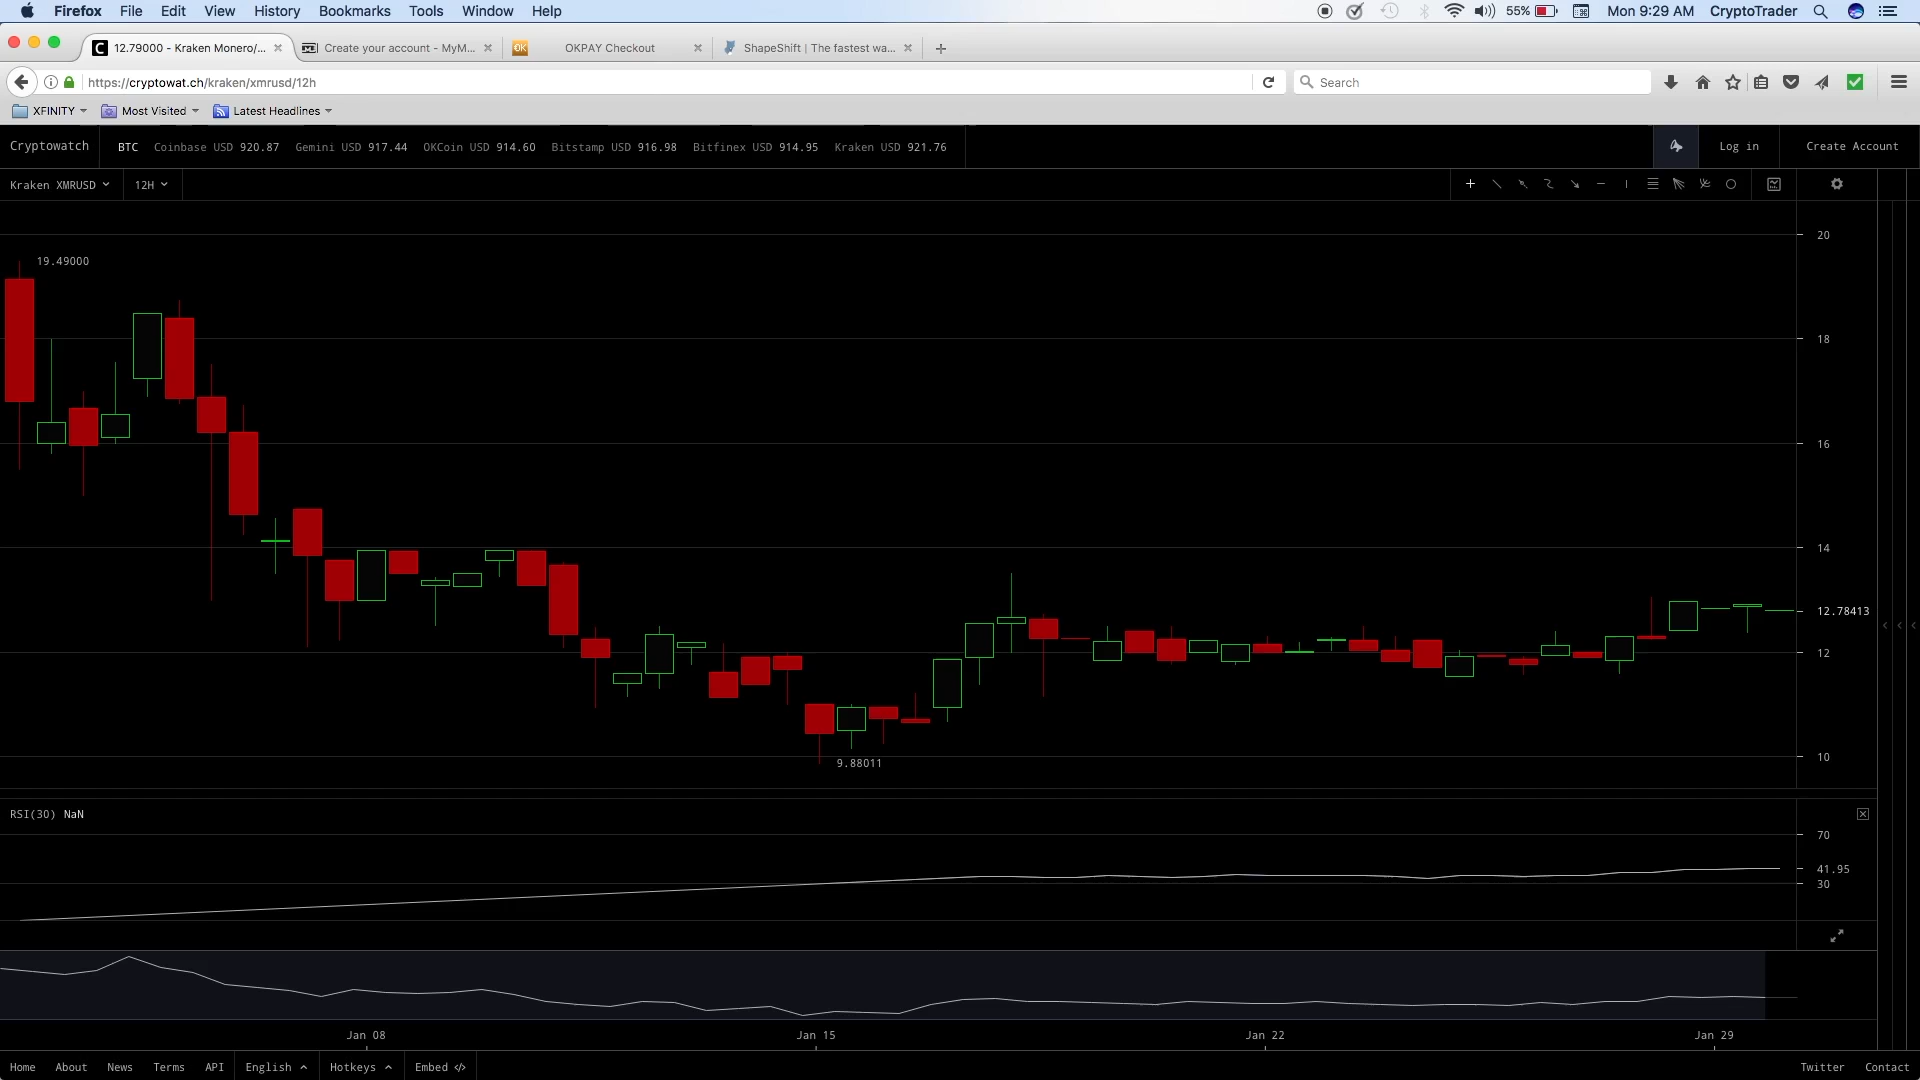 Firefox File Edit View History Bookmarks Tools Window Help 55% Mon 9:29 AM CryptoTrader
C 12.79000 - Kraken Monero/... Create your account - MyM... OK OKPAY Checkout ShapeShift | The fastest wa...
https://cryptowat.ch/kraken/xmrusd/12h Search
XFINITY Most Visited Latest Headlines
Cryptowatch BTC Coinbase USD 920.87 Gemini USD 917.44 OKCoin USD 914.60 Bitstamp USD 916.98 Bitfinex USD 914.95 Kraken USD 921.76 Log in Create Account
Kraken XMRUSD 12H
20
19.49000
18
16
14
12.78413
12
10
9.88011
RSI(30) NaN
70
41.95
30
Jan 08 Jan 15 Jan 22 Jan 29
Home About News Terms API English Hotkeys Embed Twitter Contact